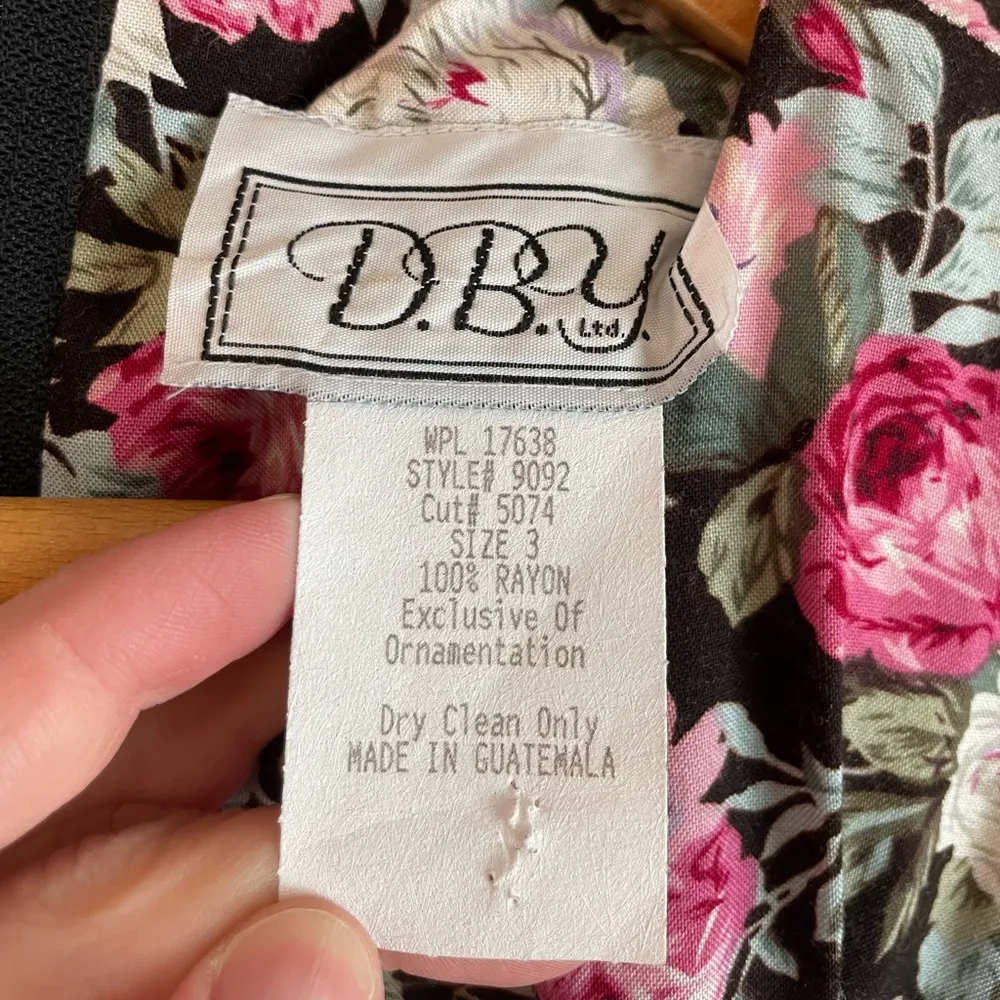 D.B.Y. Ltd.
WPL 17638
STYLE# 9092
Cut# 5074
SIZE 3
100% RAYON
Exclusive Of
Ornamentation
Dry Clean Only
MADE IN GUATEMALA